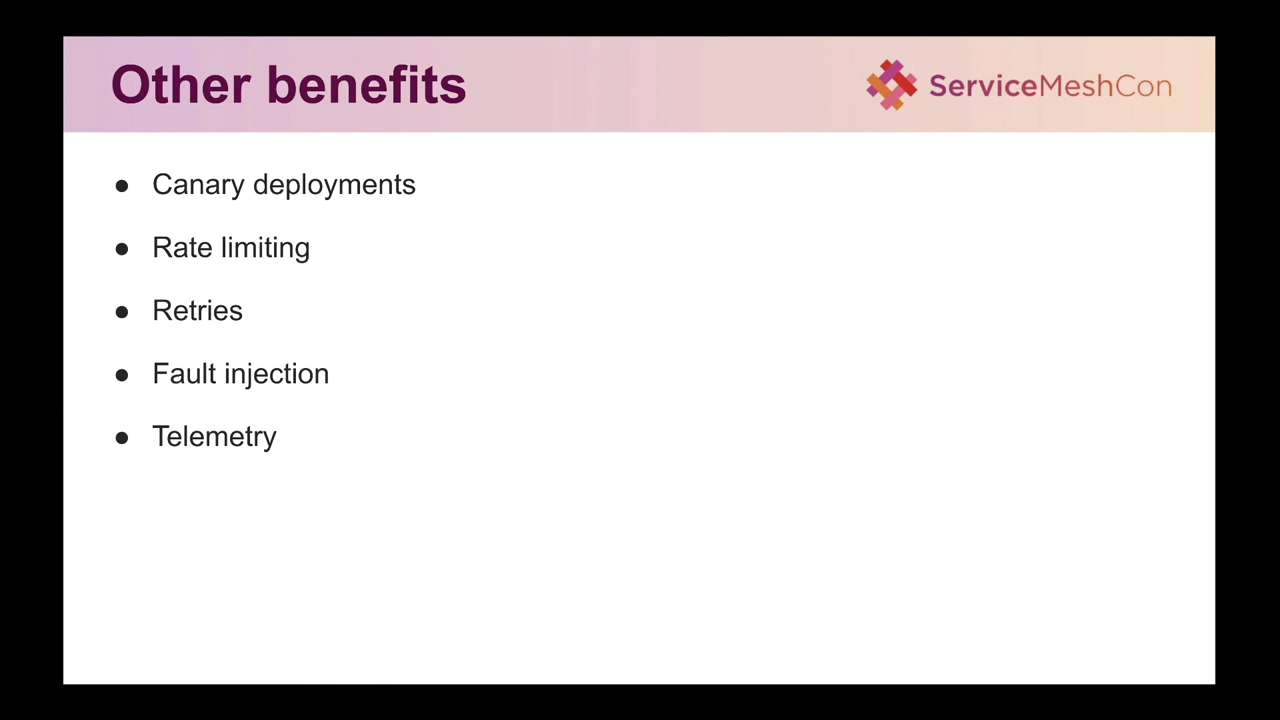 Other benefits
ServiceMeshCon
● Canary deployments
● Rate limiting
● Retries
● Fault injection
● Telemetry